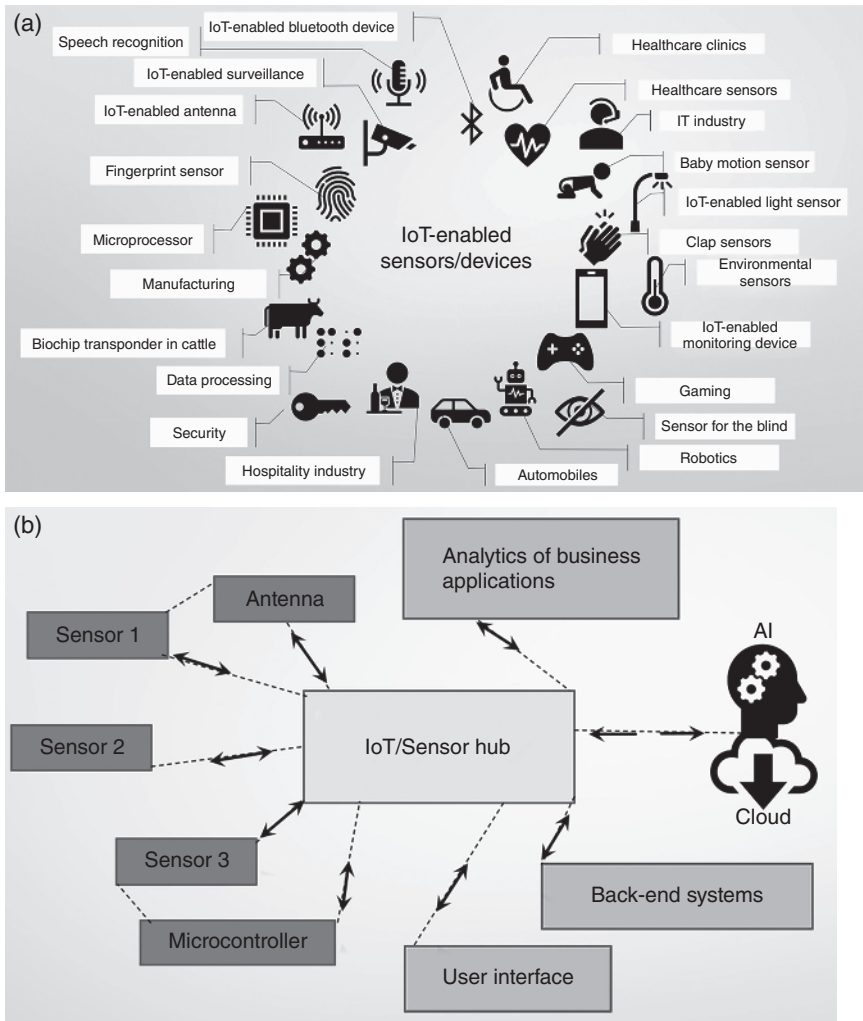 (a)
IoT-enabled bluetooth device
Speech recognition
IoT-enabled surveillance
IoT-enabled antenna
Fingerprint sensor
Microprocessor
Manufacturing
Biochip transponder in cattle
Data processing
Security
Hospitality industry
IoT-enabled
sensors/devices
Healthcare clinics
Healthcare sensors
IT industry
Baby motion sensor
IoT-enabled light sensor
Clap sensors
Environmental
sensors
IoT-enabled
monitoring device
Gaming
Sensor for the blind
Robotics
Automobiles
(b)
Analytics of business
applications
Antenna
Sensor 1
AI
Sensor 2
IoT/Sensor hub
Cloud
Sensor 3
Back-end systems
Microcontroller
User interface